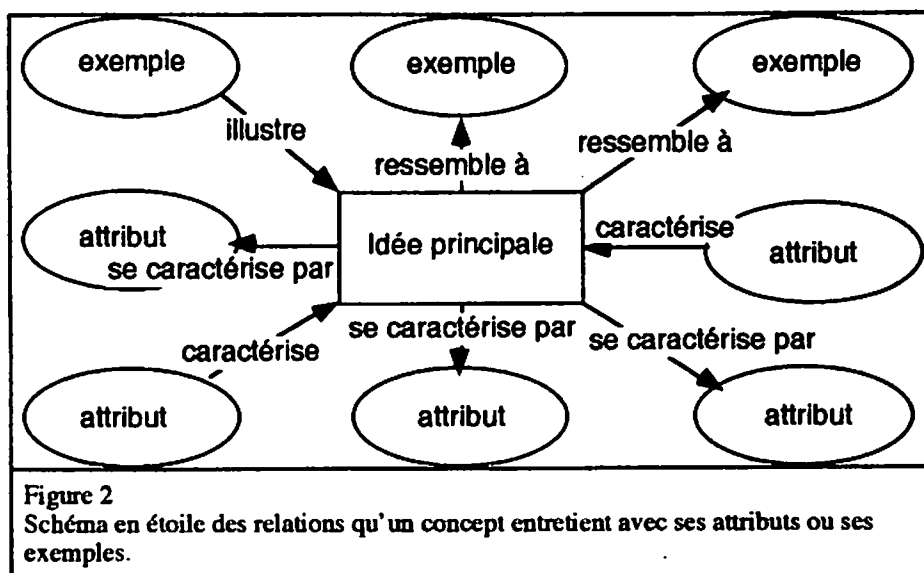 exemple
exemple
exemple
illustre
ressemble à
ressemble à
attribut
se caractérise par
Idée principale
caractérise
attribut
caractérise
se caractérise par
se caractérise par
attribut
attribut
attribut
Figure 2
Schéma en étoile des relations qu'un concept entretient avec ses attributs ou ses
exemples.